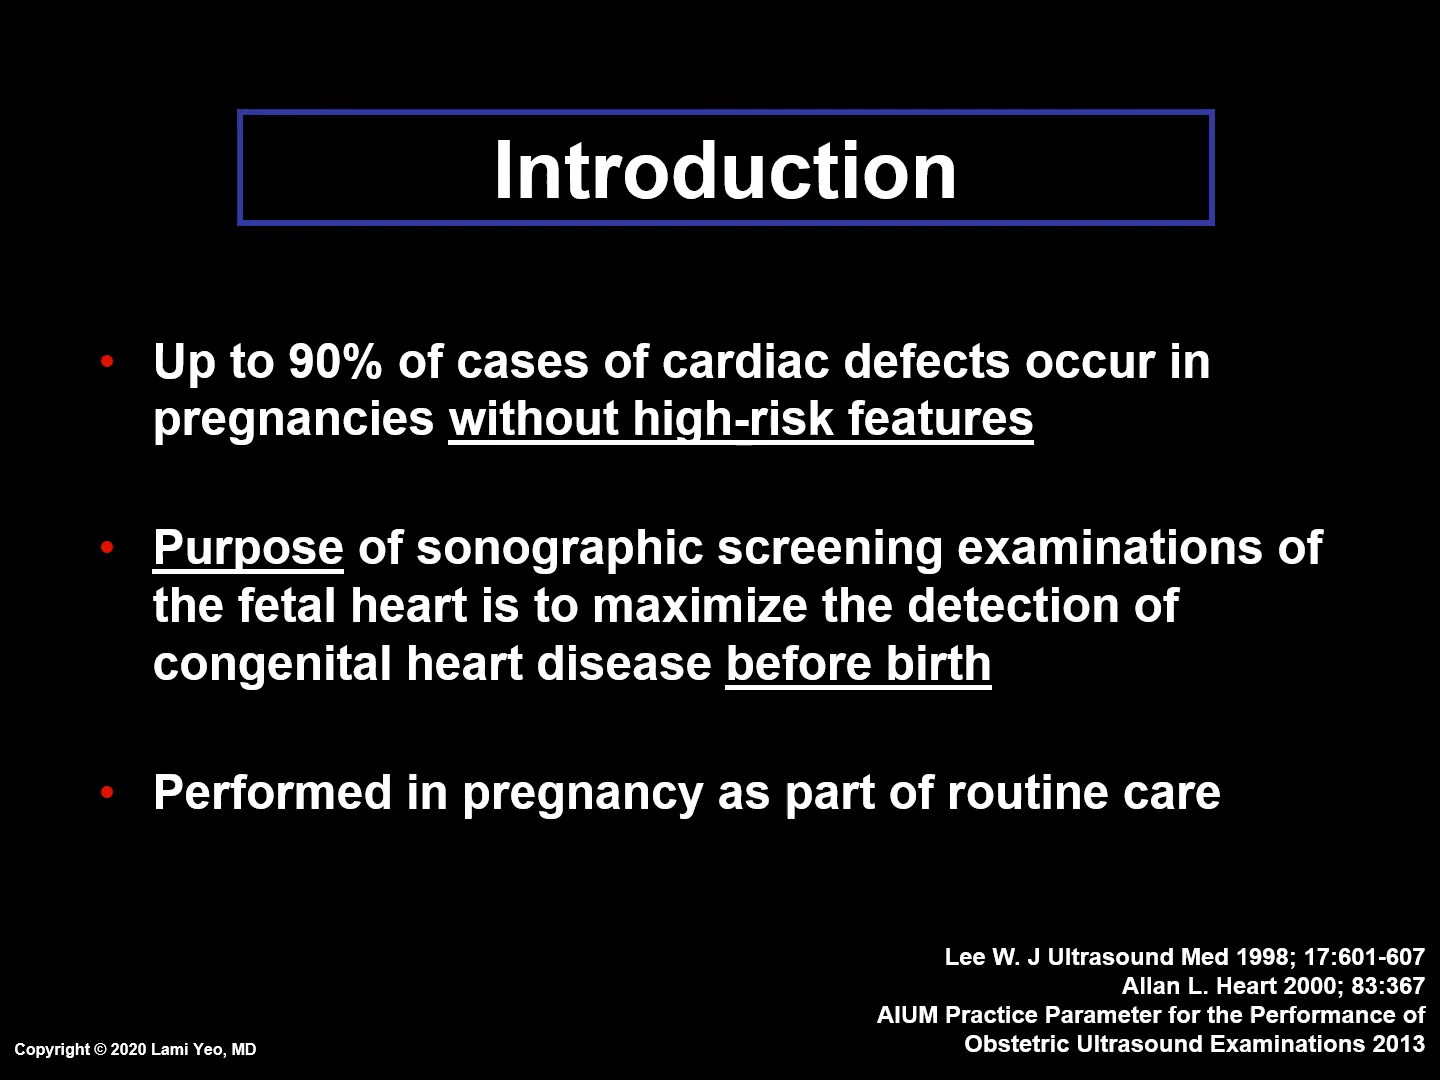 Introduction
• Up to 90% of cases of cardiac defects occur in
pregnancies without high-risk features
• Purpose of sonographic screening examinations of
the fetal heart is to maximize the detection of
congenital heart disease before birth
• Performed in pregnancy as part of routine care
Lee W. J Ultrasound Med 1998; 17:601-607
Allan L. Heart 2000; 83:367
AIUM Practice Parameter for the Performance of
Obstetric Ultrasound Examinations 2013
Copyright © 2020 Lami Yeo, MD